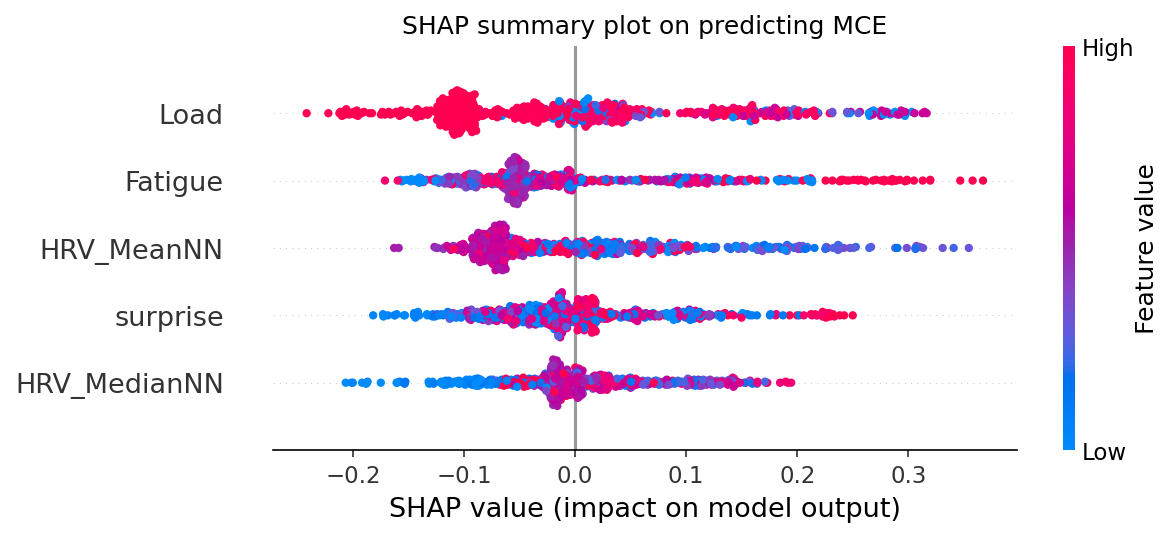 SHAP summary plot on predicting MCE
High
Load
Fatigue
HRV_MeanNN
surprise
HRV_MedianNN
Feature value
Low
−0.2 −0.1 0.0 0.1 0.2 0.3
SHAP value (impact on model output)